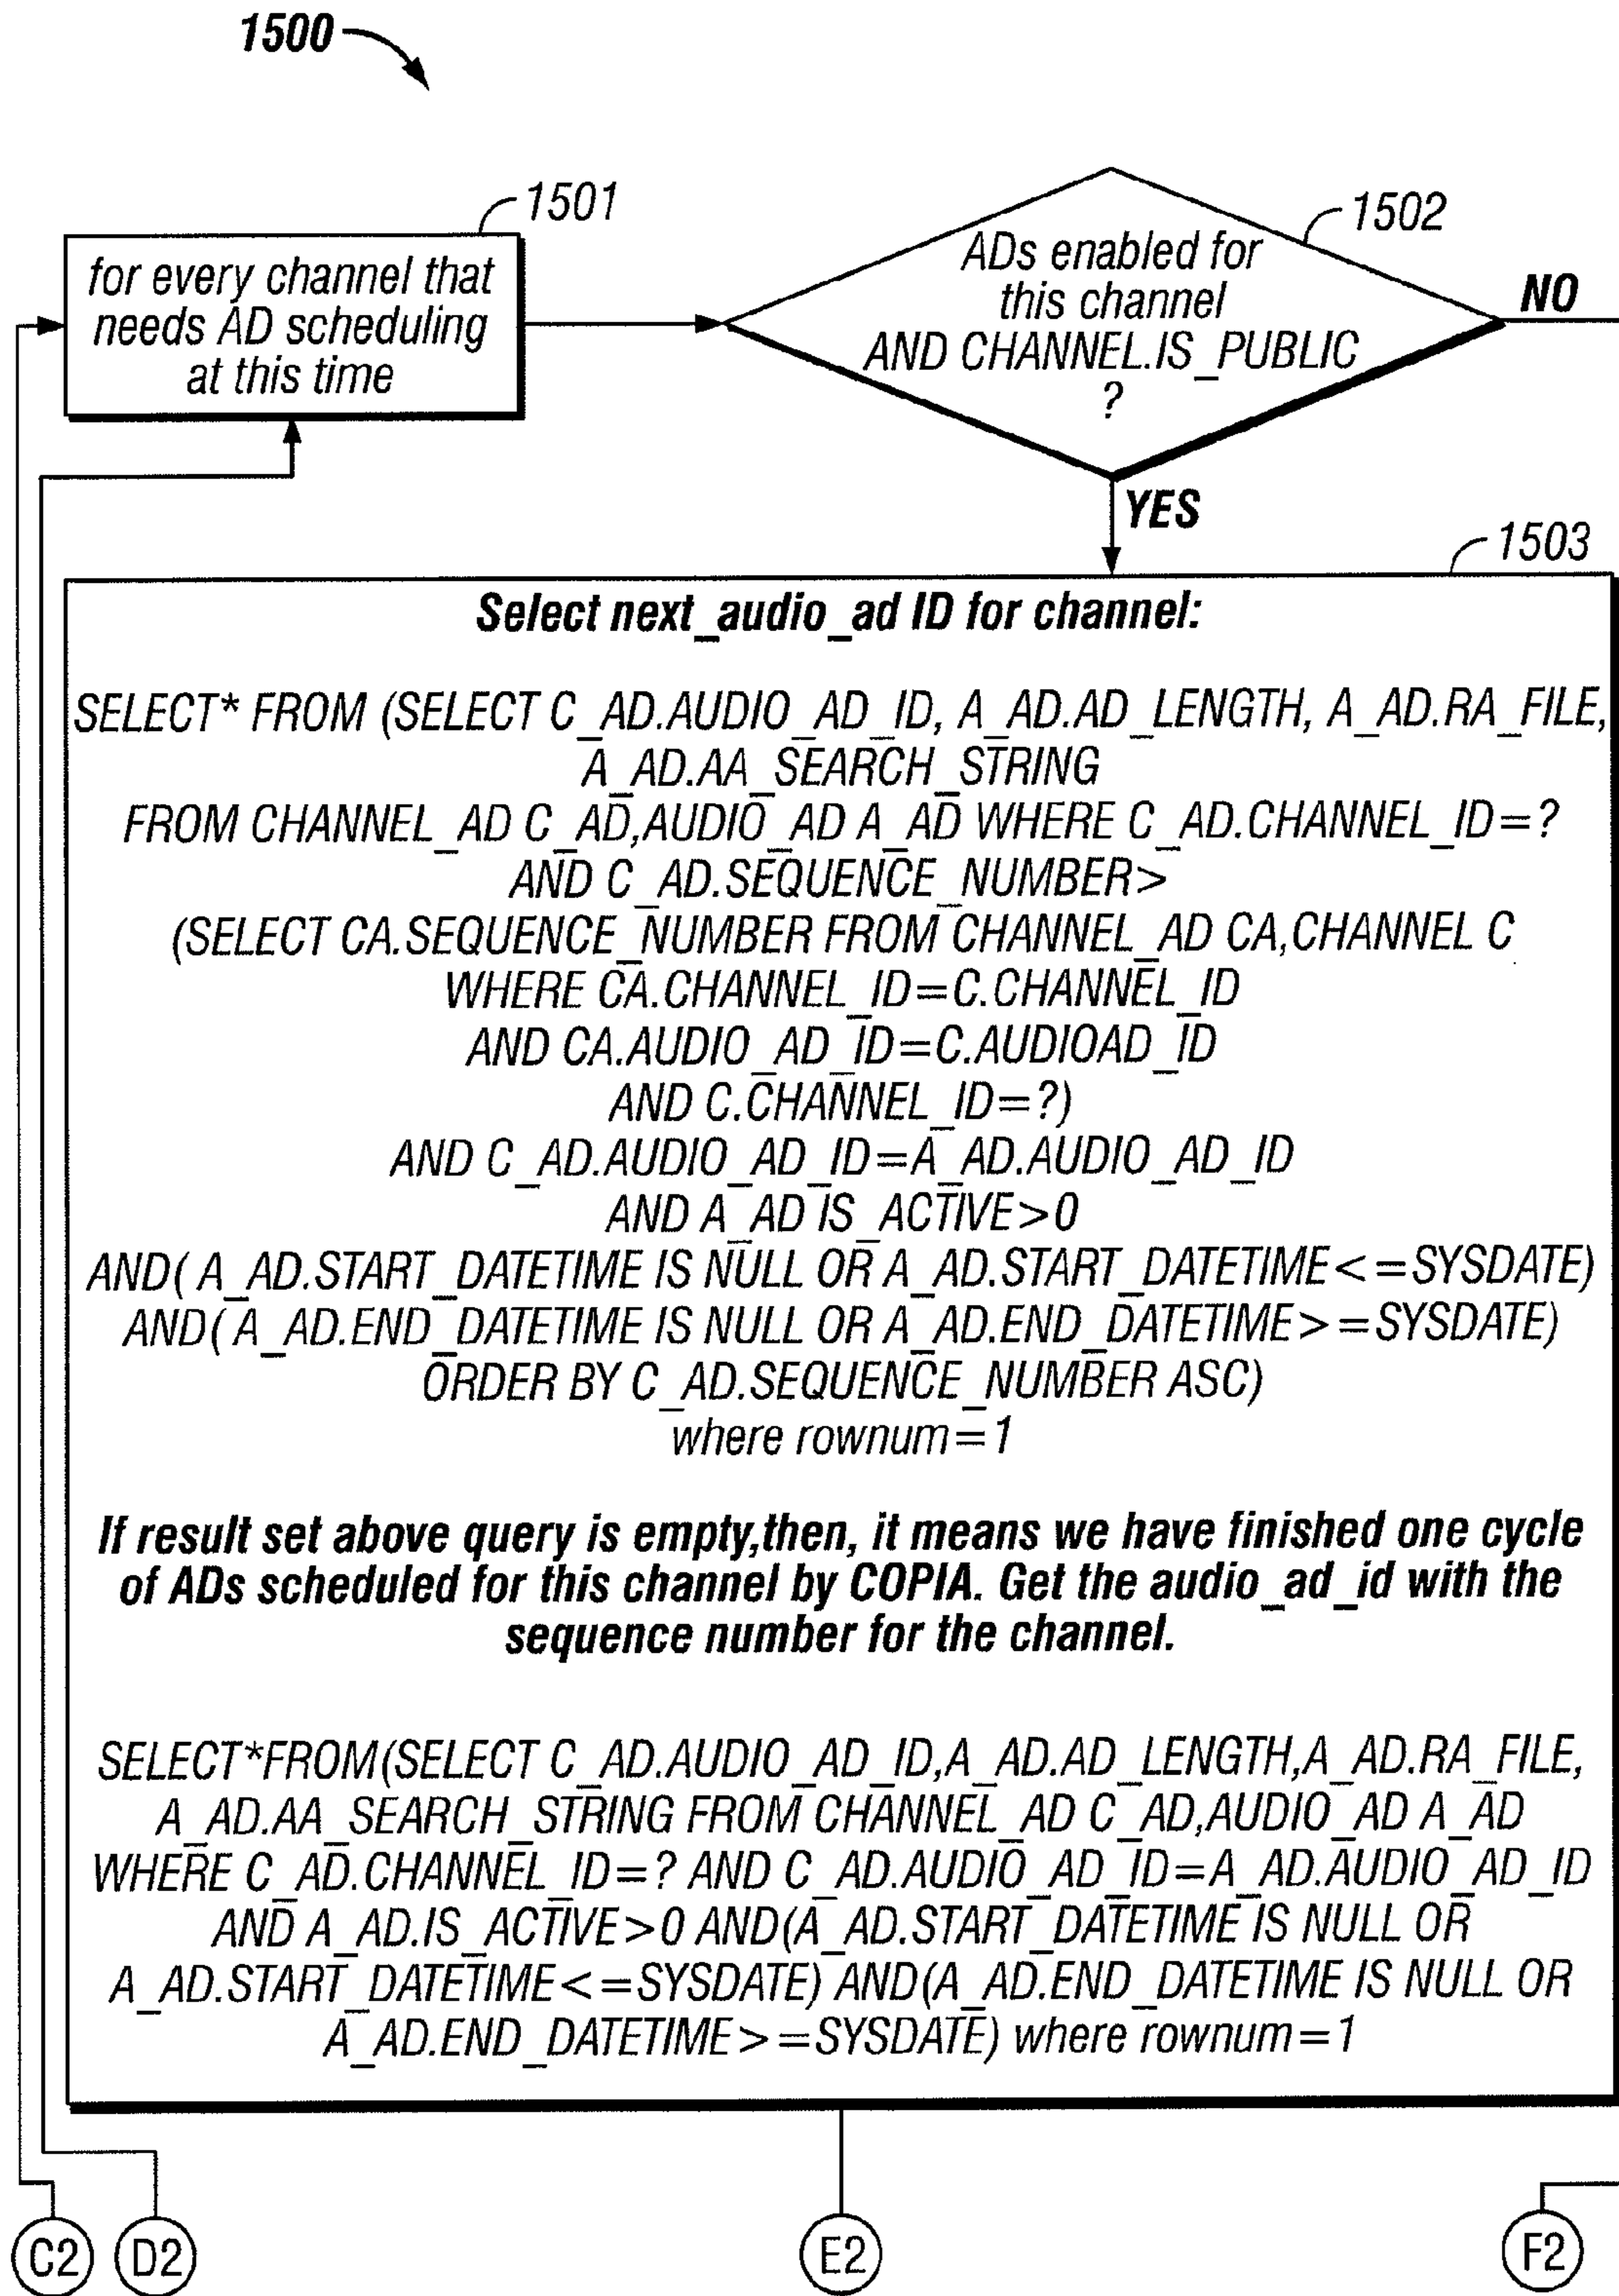 1500
1501
for every channel that
needs AD scheduling
at this time
1502
ADs enabled for
this channel
AND CHANNEL.IS_PUBLIC
?
NO
YES
1503
Select next_audio_ad ID for channel:
SELECT* FROM (SELECT C_AD.AUDIO_AD_ID, A_AD.AD_LENGTH, A_AD.RA_FILE,
A_AD.AA_SEARCH_STRING
FROM CHANNEL_AD C_AD,AUDIO_AD A_AD WHERE C_AD.CHANNEL_ID=?
AND C_AD.SEQUENCE_NUMBER>
(SELECT CA.SEQUENCE_NUMBER FROM CHANNEL_AD CA,CHANNEL C
WHERE CA.CHANNEL_ID=C.CHANNEL_ID
AND CA.AUDIO_AD_ID=C.AUDIOAD_ID
AND C.CHANNEL_ID=?)
AND C_AD.AUDIO_AD_ID=A_AD.AUDIO_AD_ID
AND A_AD IS_ACTIVE>0
AND( A_AD.START_DATETIME IS NULL OR A_AD.START_DATETIME<=SYSDATE)
AND( A_AD.END_DATETIME IS NULL OR A_AD.END_DATETIME>=SYSDATE)
ORDER BY C_AD.SEQUENCE_NUMBER ASC)
where rownum=1
If result set above query is empty,then, it means we have finished one cycle
of ADs scheduled for this channel by COPIA. Get the audio_ad_id with the
sequence number for the channel.
SELECT*FROM(SELECT C_AD.AUDIO_AD_ID,A_AD.AD_LENGTH,A_AD.RA_FILE,
A_AD.AA_SEARCH_STRING FROM CHANNEL_AD C_AD,AUDIO_AD A_AD
WHERE C_AD.CHANNEL_ID=? AND C_AD.AUDIO_AD_ID=A_AD.AUDIO_AD_ID
AND A_AD.IS_ACTIVE>0 AND(A_AD.START_DATETIME IS NULL OR
A_AD.START_DATETIME<=SYSDATE) AND(A_AD.END_DATETIME IS NULL OR
A_AD.END_DATETIME>=SYSDATE) where rownum=1
C2
D2
E2
F2